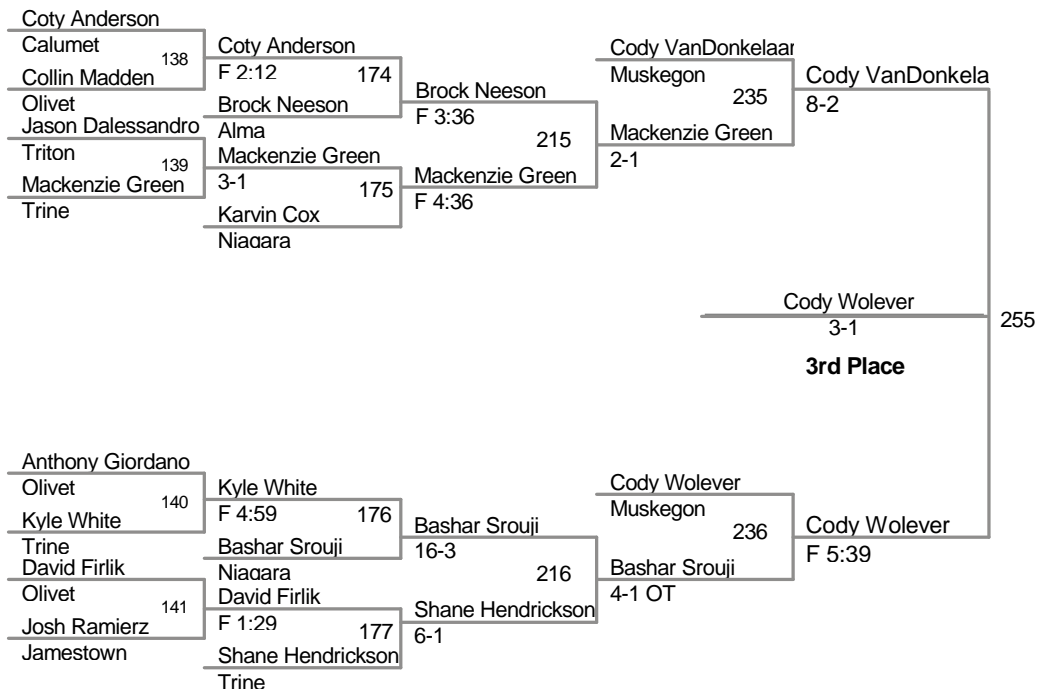 Coty Anderson
Calumet
138
Collin Madden
Olivet
Jason Dalessandro
Triton
139
Mackenzie Green
Trine
Coty Anderson
F 2:12
174
Brock Neeson
Alma
Mackenzie Green
3-1
175
Karvin Cox
Niagara
Brock Neeson
F 3:36
215
Mackenzie Green
F 4:36
Cody VanDonkelaar
Muskegon
235
Mackenzie Green
2-1
Cody VanDonkela
8-2
Cody Wolever
3-1
255
3rd Place
Anthony Giordano
Olivet
140
Kyle White
Trine
David Firlik
Olivet
141
Josh Ramierz
Jamestown
Kyle White
F 4:59
176
Bashar Srouji
Niagara
David Firlik
F 1:29
177
Shane Hendrickson
Trine
Bashar Srouji
16-3
216
Shane Hendrickson
6-1
Cody Wolever
Muskegon
236
Bashar Srouji
4-1 OT
Cody Wolever
F 5:39